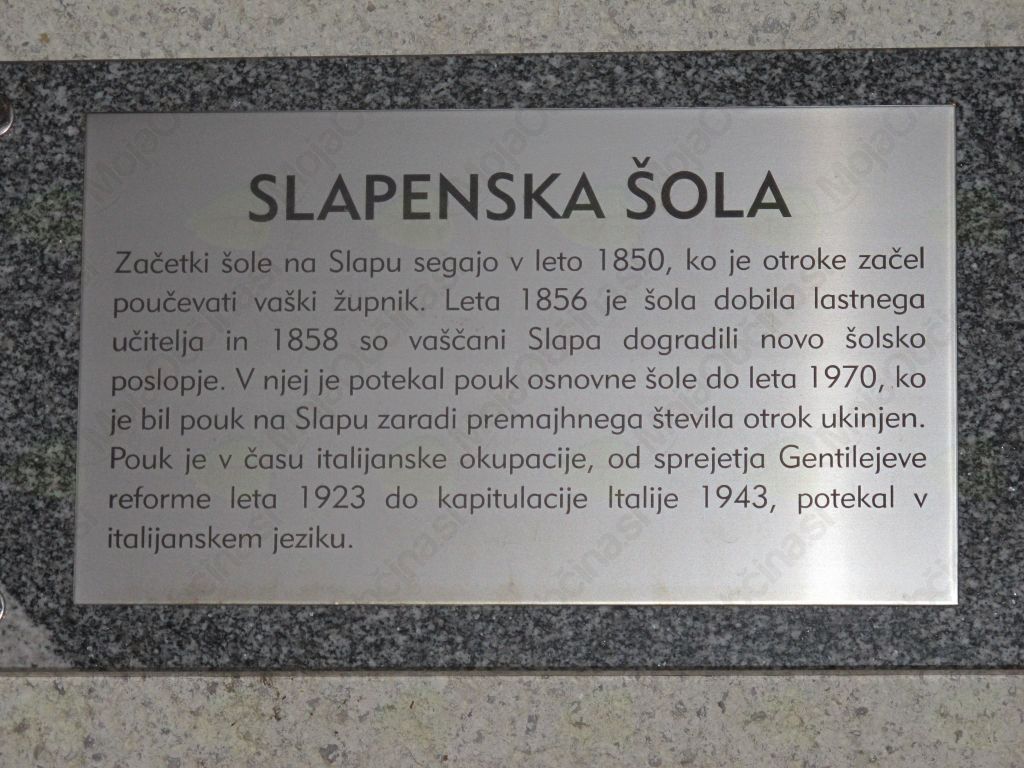 SLAPENSKA ŠOLA
Začetki šole na Slapu segajo v leto 1850, ko je otroke začel
poučevati vaški župnik. Leta 1856 je šola dobila lastnega
učitelja in 1858 so vaščani Slapa dogradili novo šolsko
poslopje. V njej je potekal pouk osnovne šole do leta 1970, ko
je bil pouk na Slapu zaradi premajhnega števila otrok ukinjen.
Pouk je v času italijanske okupacije, od sprejetja Gentilejeve
reforme leta 1923 do kapitulacije Italije 1943, potekal v
italijanskem jeziku.